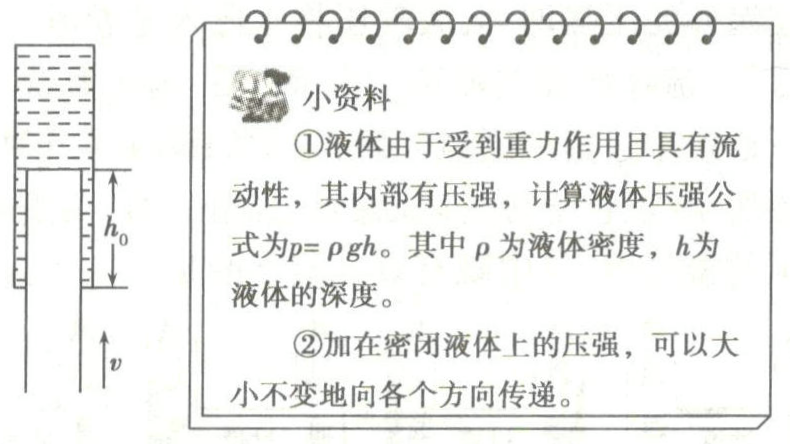 小资料
①液体由于受到重力作用且具有流
动性，其内部有压强，计算液体压强公
式为p= ρgh。其中ρ为液体密度，h为
液体的深度。
②加在密闭液体上的压强，可以大
小不变地向各个方向传递。
h₀
v